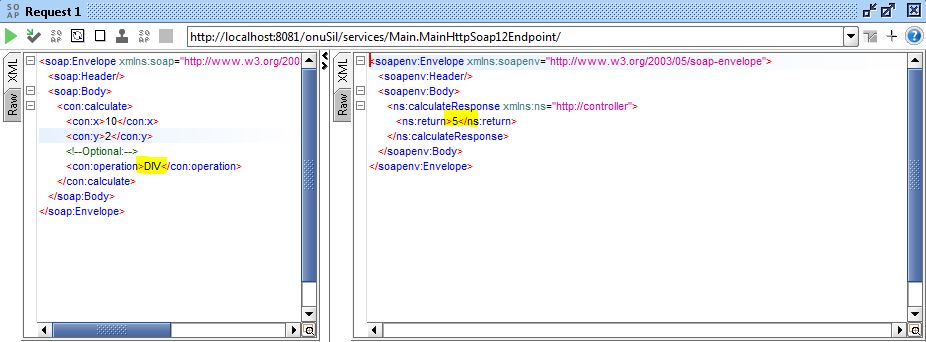 SO AP Request 1
SO AP SO AP http://localhost:8081/onuSil/services/Main.MainHttpSoap12Endpoint/
XML
Raw
<soap:Envelope xmlns:soap="http://www.w3.org/2003
<soap:Header/>
<soap:Body>
<con:calculate>
<con:x>10</con:x>
<con:y>2</con:y>
<!--Optional:-->
<con:operation>DIV</con:operation>
</con:calculate>
</soap:Body>
</soap:Envelope>
XML
Raw
<soapenv:Envelope xmlns:soapenv="http://www.w3.org/2003/05/soap-envelope">
<soapenv:Header/>
<soapenv:Body>
<ns:calculateResponse xmlns:ns="http://controller">
<ns:return>5</ns:return>
</ns:calculateResponse>
</soapenv:Body>
</soapenv:Envelope>